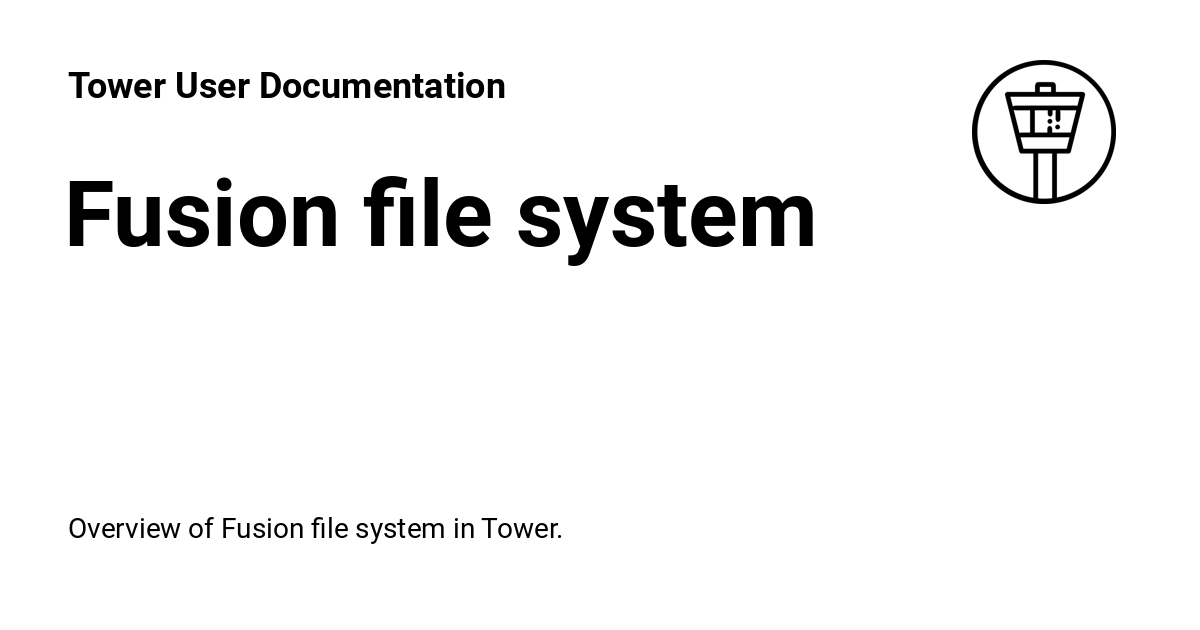 Tower User Documentation
Fusion file system
Overview of Fusion file system in Tower.